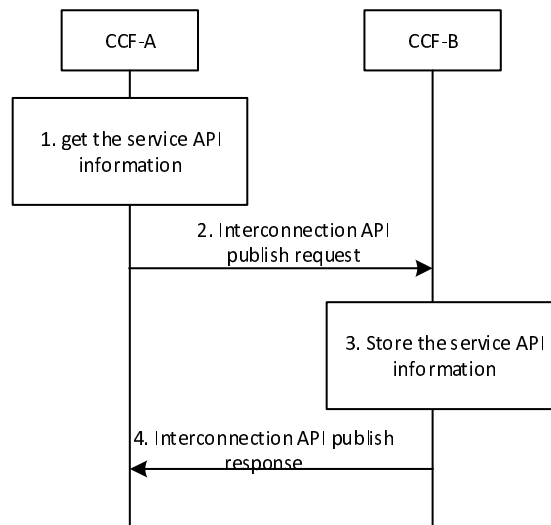 CCF-A
CCF-B
1. get the service API
information
2. Interconnection API
publish request
3. Store the service API
information
4. Interconnection API publish
response